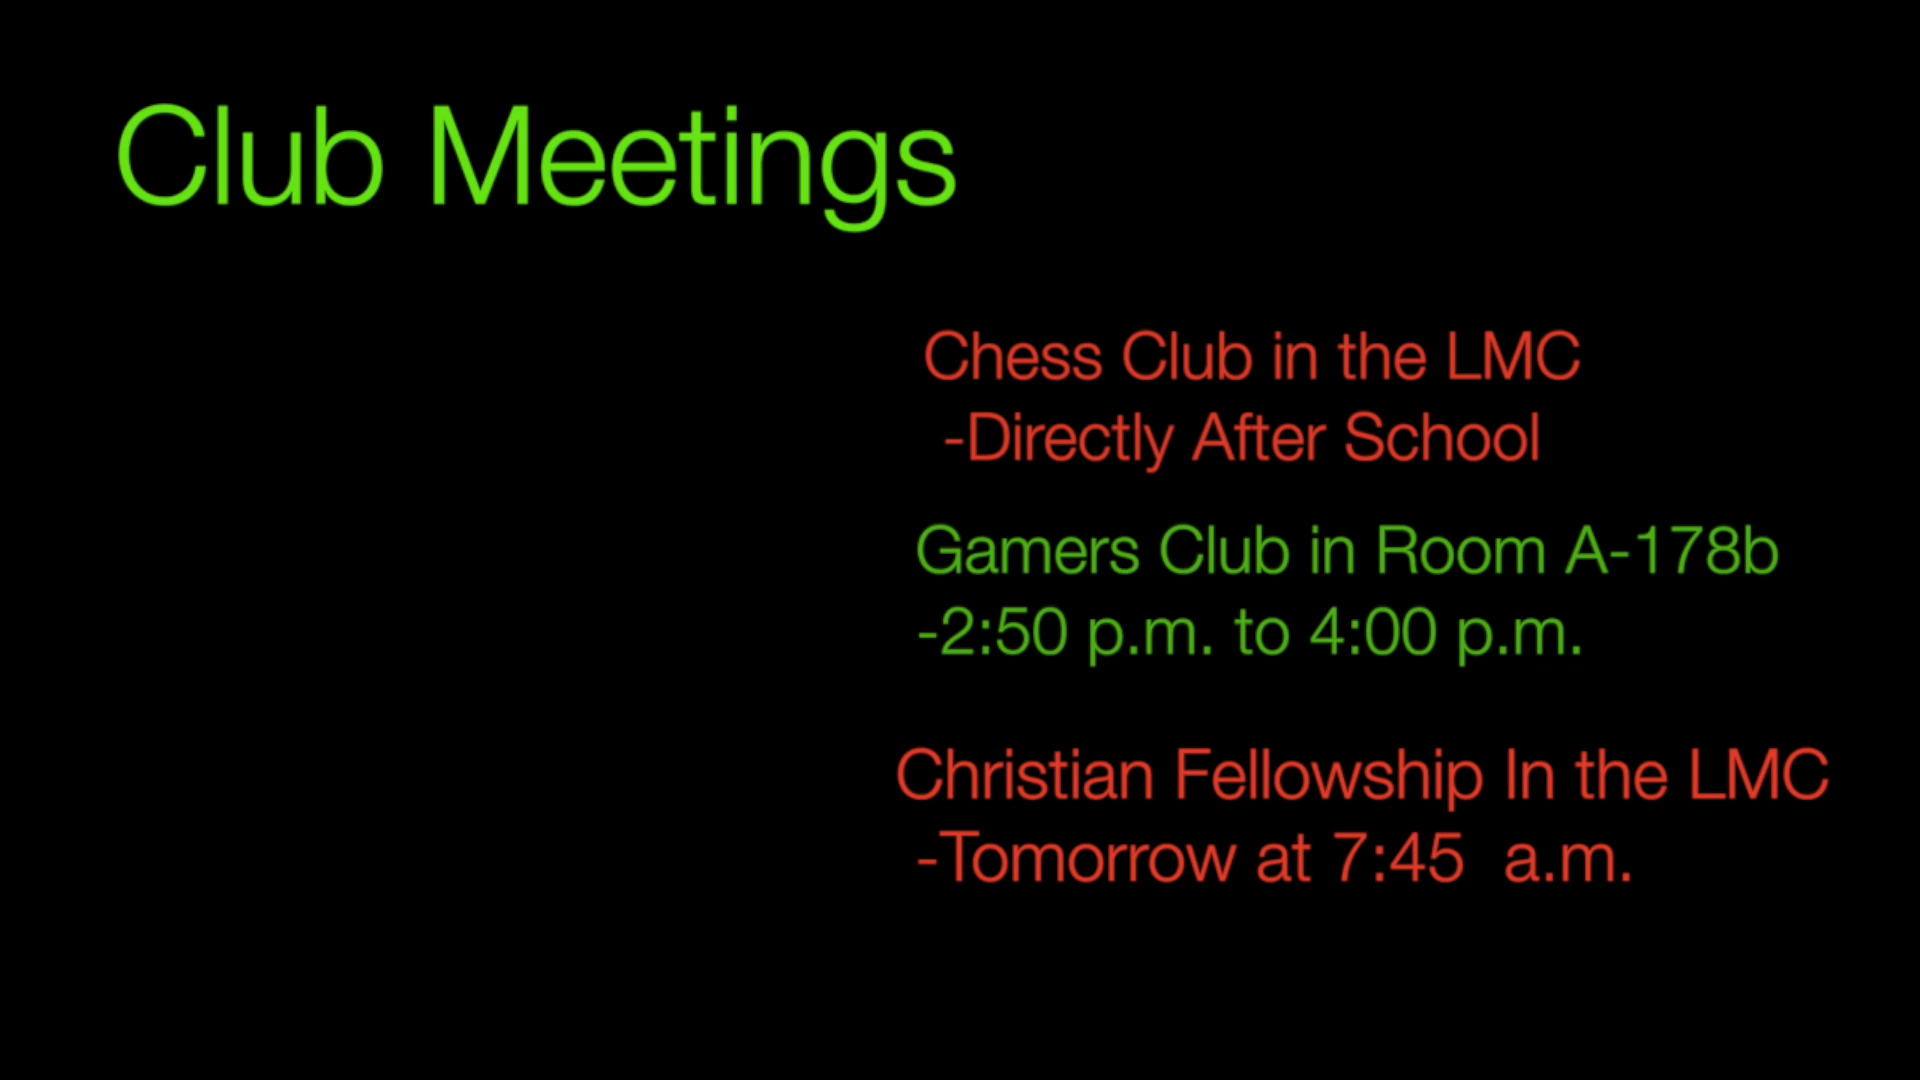 Club Meetings
Chess Club in the LMC
-Directly After School
Gamers Club in Room A-178b
-2:50 p.m. to 4:00 p.m.
Christian Fellowship In the LMC
-Tomorrow at 7:45  a.m.